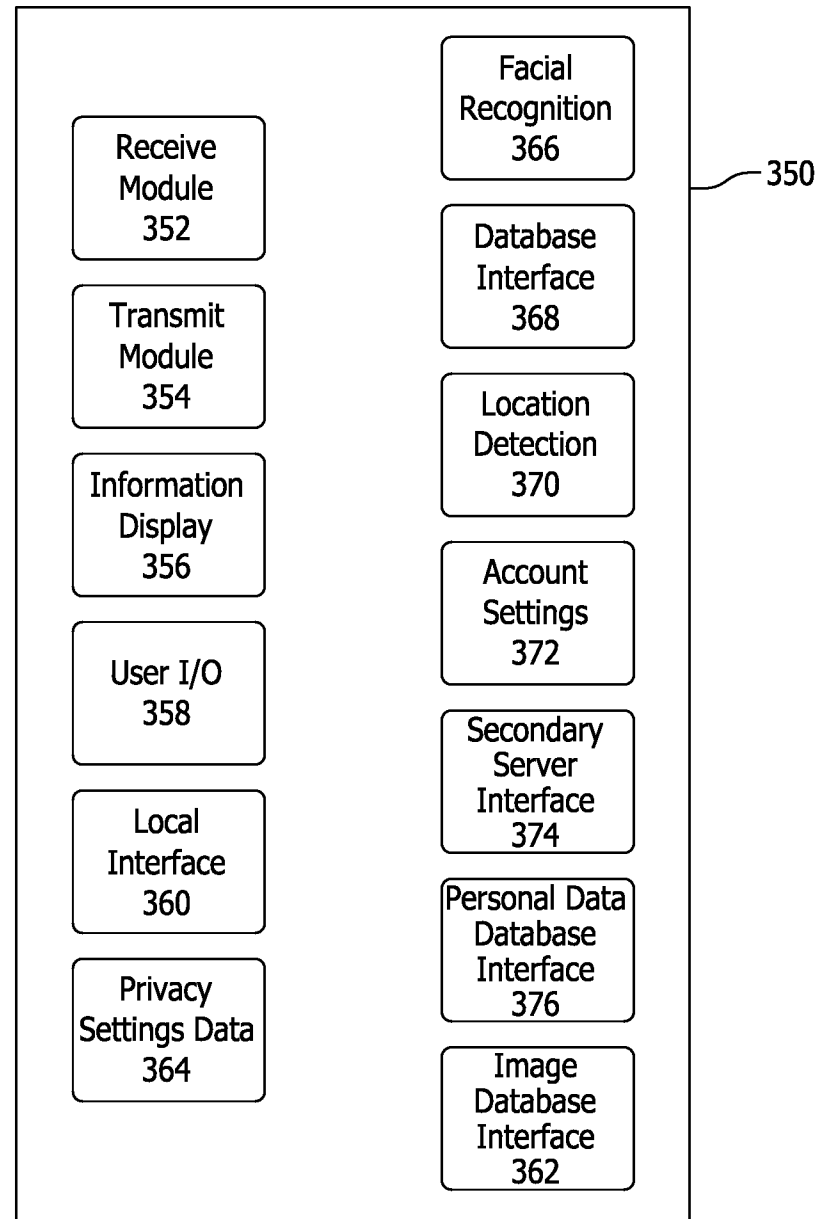 Receive
Module
352
Transmit
Module
354
Information
Display
356
User I/O
358
Local
Interface
360
Privacy
Settings Data
364
Facial
Recognition
366
Database
Interface
368
Location
Detection
370
Account
Settings
372
Secondary
Server
Interface
374
Personal Data
Database
Interface
376
Image
Database
Interface
362
350